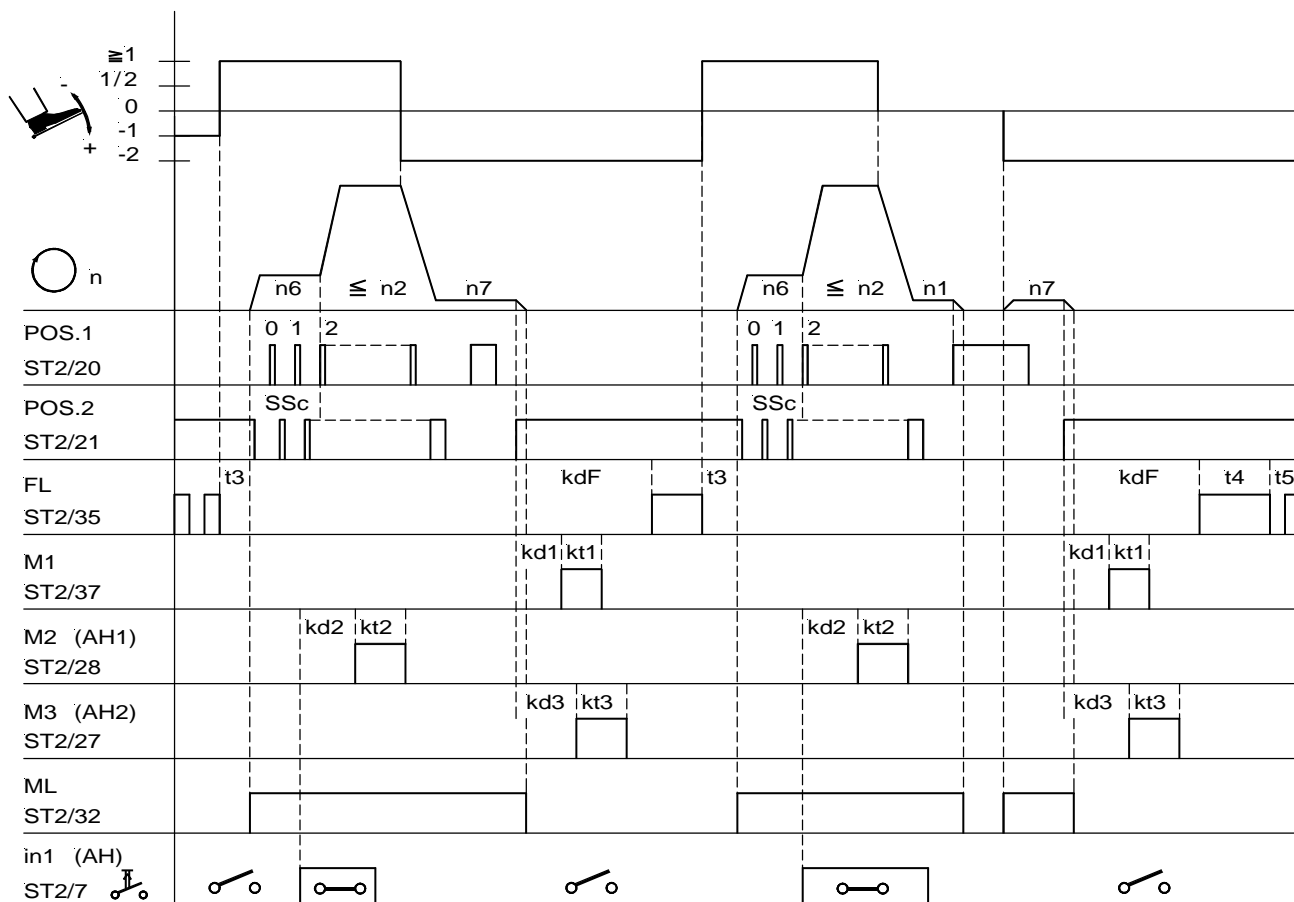 ≧1
1/2
-
0
-1
+
-2
n
n6 ≦ n2 n7 n6 ≦ n2 n1 n7
POS.1 0 1 2 0 1 2
ST2/20
POS.2 SSc SSc
ST2/21
FL t3 kdF t3 kdF t4 t5
ST2/35
M1 kd1 kt1 kd1 kt1
ST2/37
M2 (AH1) kd2 kt2 kd2 kt2
ST2/28
M3 (AH2) kd3 kt3 kd3 kt3
ST2/27
ML
ST2/32
in1 (AH)
ST2/7